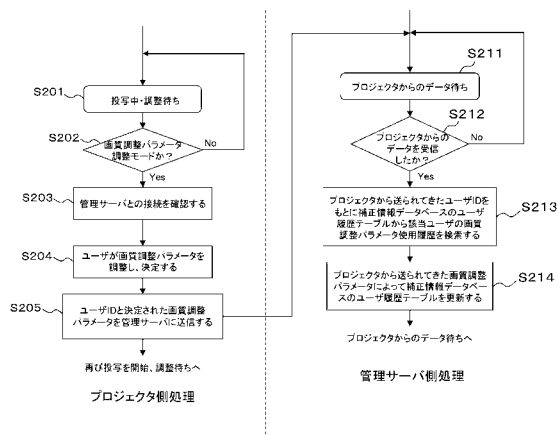 S201
投写中・調整待ち
S202
画質調整パラメータ
調整モードか？
No
Yes
S203
管理サーバとの接続を確認する
S204
ユーザが画質調整パラメータを
調整し、決定する
S205
ユーザIDと決定された画質調整
パラメータを管理サーバに送信する
再び投写を開始、調整待ちへ
プロジェクタ側処理
S211
プロジェクタからのデータ待ち
S212
プロジェクタからの
データを受信
したか？
No
Yes
プロジェクタから送られてきたユーザIDを
もとに補正情報データベースのユーザ
履歴テーブルから該当ユーザの画質
調整パラメータ使用履歴を検索する
S213
プロジェクタから送られてきた画質調整
パラメータによって補正情報データベー
スのユーザ履歴テーブルを更新する
S214
プロジェクタからのデータ待ちへ
管理サーバ側処理